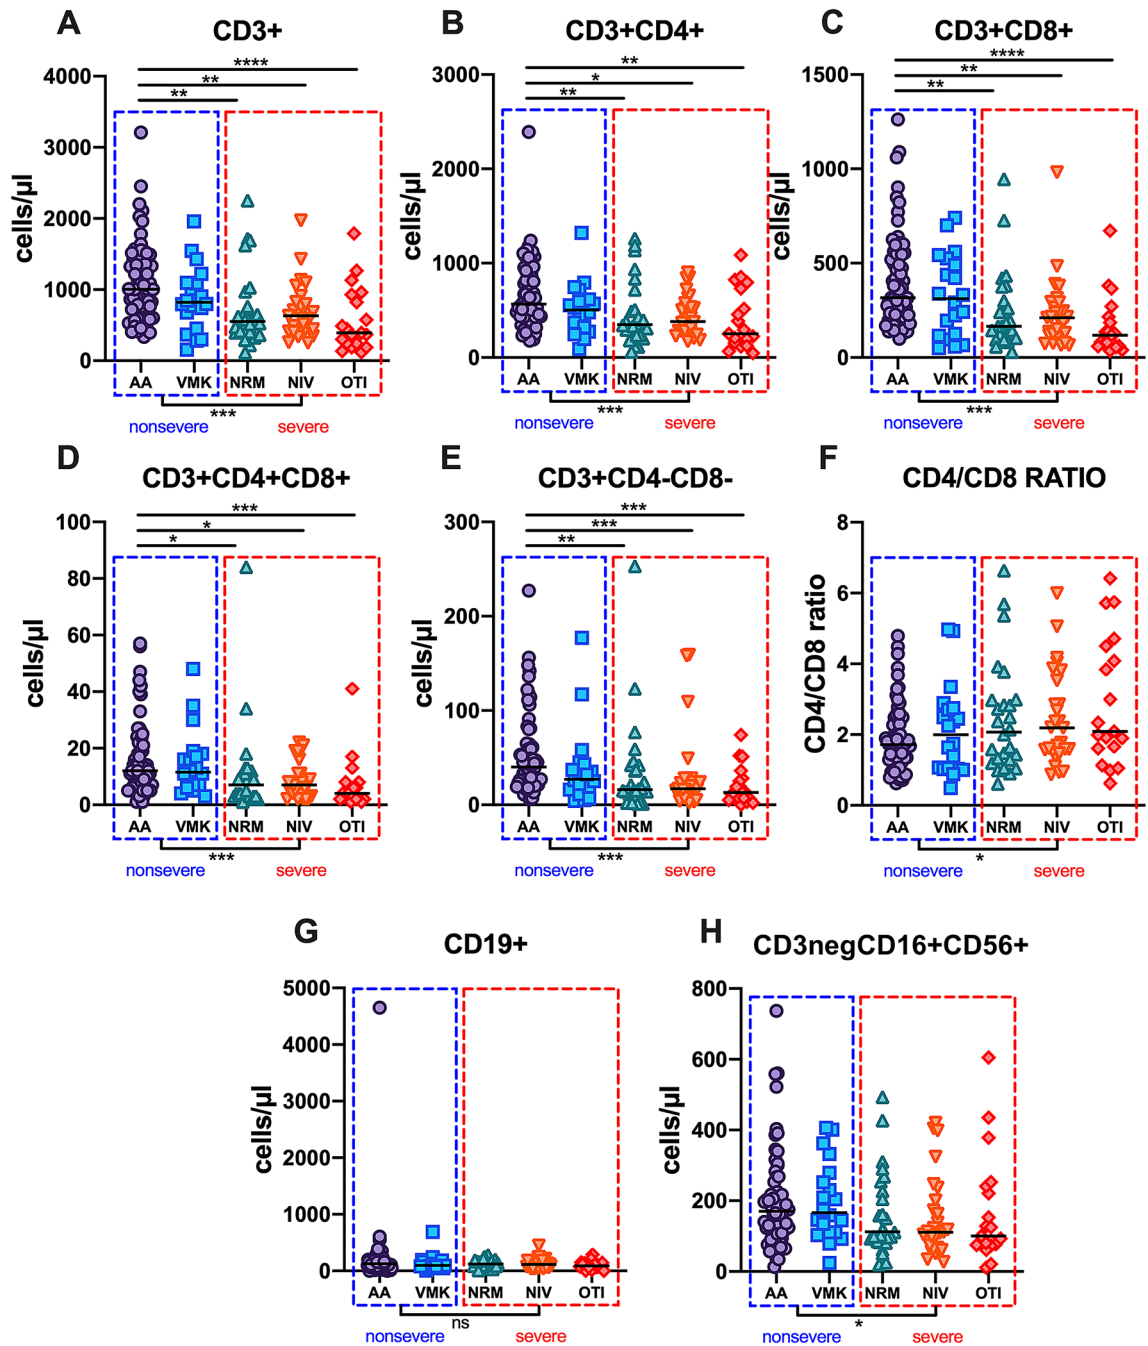 A
CD3+
****
**
**
4000
3000
2000
1000
0
cells/µl
AA
VMK
NRM
NIV
OTI
***
nonsevere
severe
B
CD3+CD4+
**
*
**
3000
2000
1000
0
cells/µl
AA
VMK
NRM
NIV
OTI
***
nonsevere
severe
C
CD3+CD8+
****
**
**
1500
1000
500
0
cells/µl
AA
VMK
NRM
NIV
OTI
***
nonsevere
severe
D
CD3+CD4+CD8+
***
*
*
100
80
60
40
20
0
cells/µl
AA
VMK
NRM
NIV
OTI
***
nonsevere
severe
E
CD3+CD4-CD8-
***
***
**
300
200
100
0
cells/µl
AA
VMK
NRM
NIV
OTI
***
nonsevere
severe
F
CD4/CD8 RATIO
8
6
4
2
0
CD4/CD8 ratio
AA
VMK
NRM
NIV
OTI
*
nonsevere
severe
G
CD19+
5000
4000
3000
2000
1000
0
cells/µl
AA
VMK
NRM
NIV
OTI
ns
nonsevere
severe
H
CD3negCD16+CD56+
800
600
400
200
0
cells/µl
AA
VMK
NRM
NIV
OTI
*
nonsevere
severe